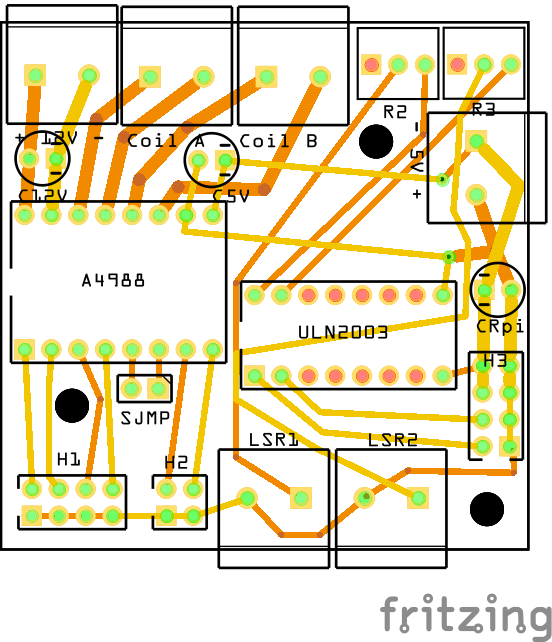 R2
R3
+ 12V -
Coil A
Coil B
- 5V +
C12V
C5V
A4988
ULN2003
CRpi
H3
SJMP
LSR1
LSR2
H1
H2
fritzing